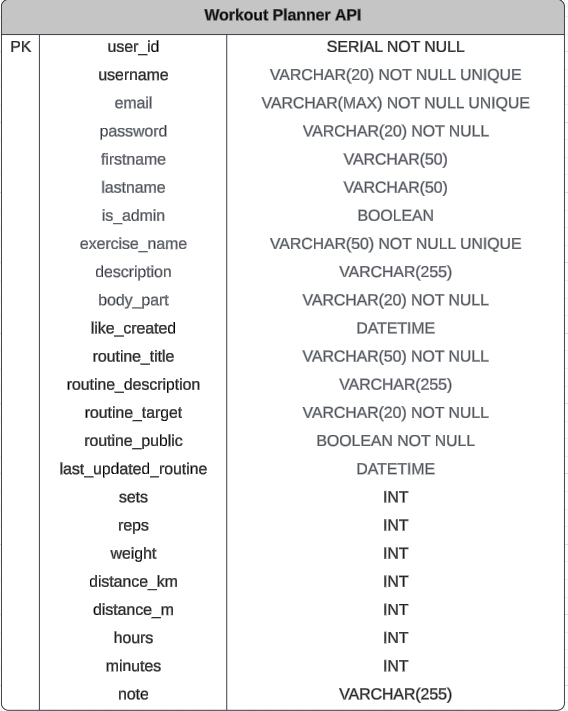 Workout Planner API
PK user_id SERIAL NOT NULL
username VARCHAR(20) NOT NULL UNIQUE
email VARCHAR(MAX) NOT NULL UNIQUE
password VARCHAR(20) NOT NULL
firstname VARCHAR(50)
lastname VARCHAR(50)
is_admin BOOLEAN
exercise_name VARCHAR(50) NOT NULL UNIQUE
description VARCHAR(255)
body_part VARCHAR(20) NOT NULL
like_created DATETIME
routine_title VARCHAR(50) NOT NULL
routine_description VARCHAR(255)
routine_target VARCHAR(20) NOT NULL
routine_public BOOLEAN NOT NULL
last_updated_routine DATETIME
sets INT
reps INT
weight INT
distance_km INT
distance_m INT
hours INT
minutes INT
note VARCHAR(255)